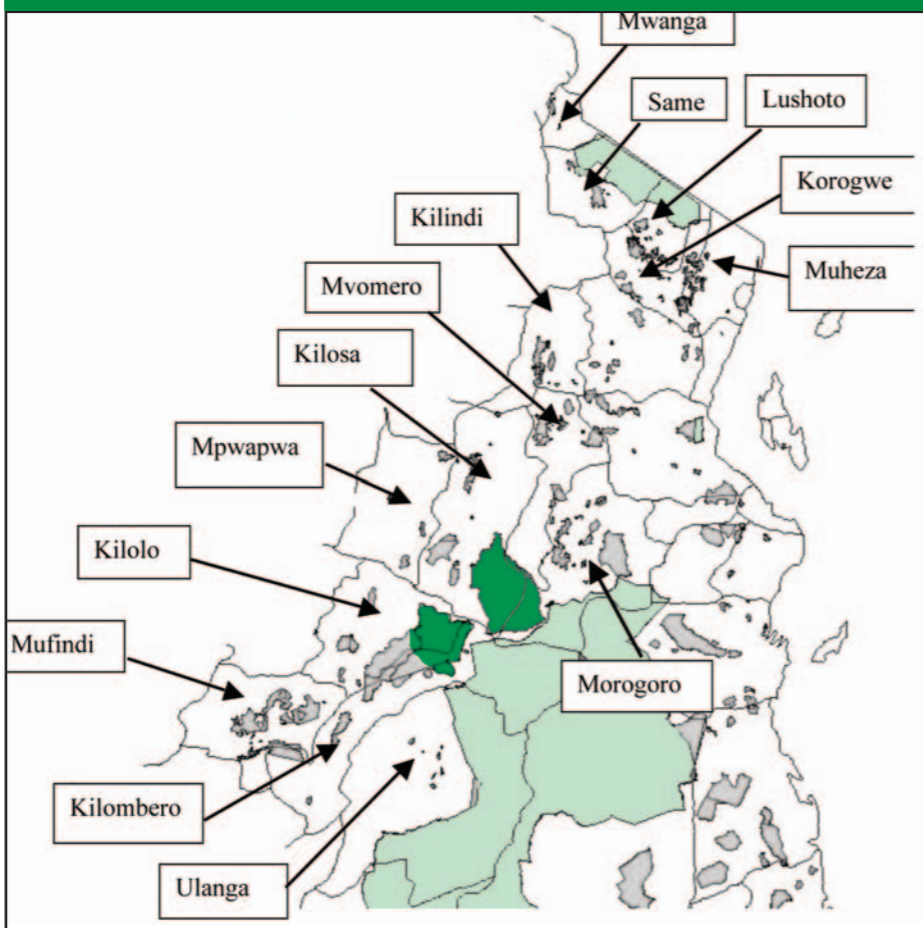 Mwanga
Same
Lushoto
Korogwe
Kilindi
Muheza
Mvomero
Kilosa
Mpwapwa
Kilolo
Mufindi
Morogoro
Kilombero
Ulanga